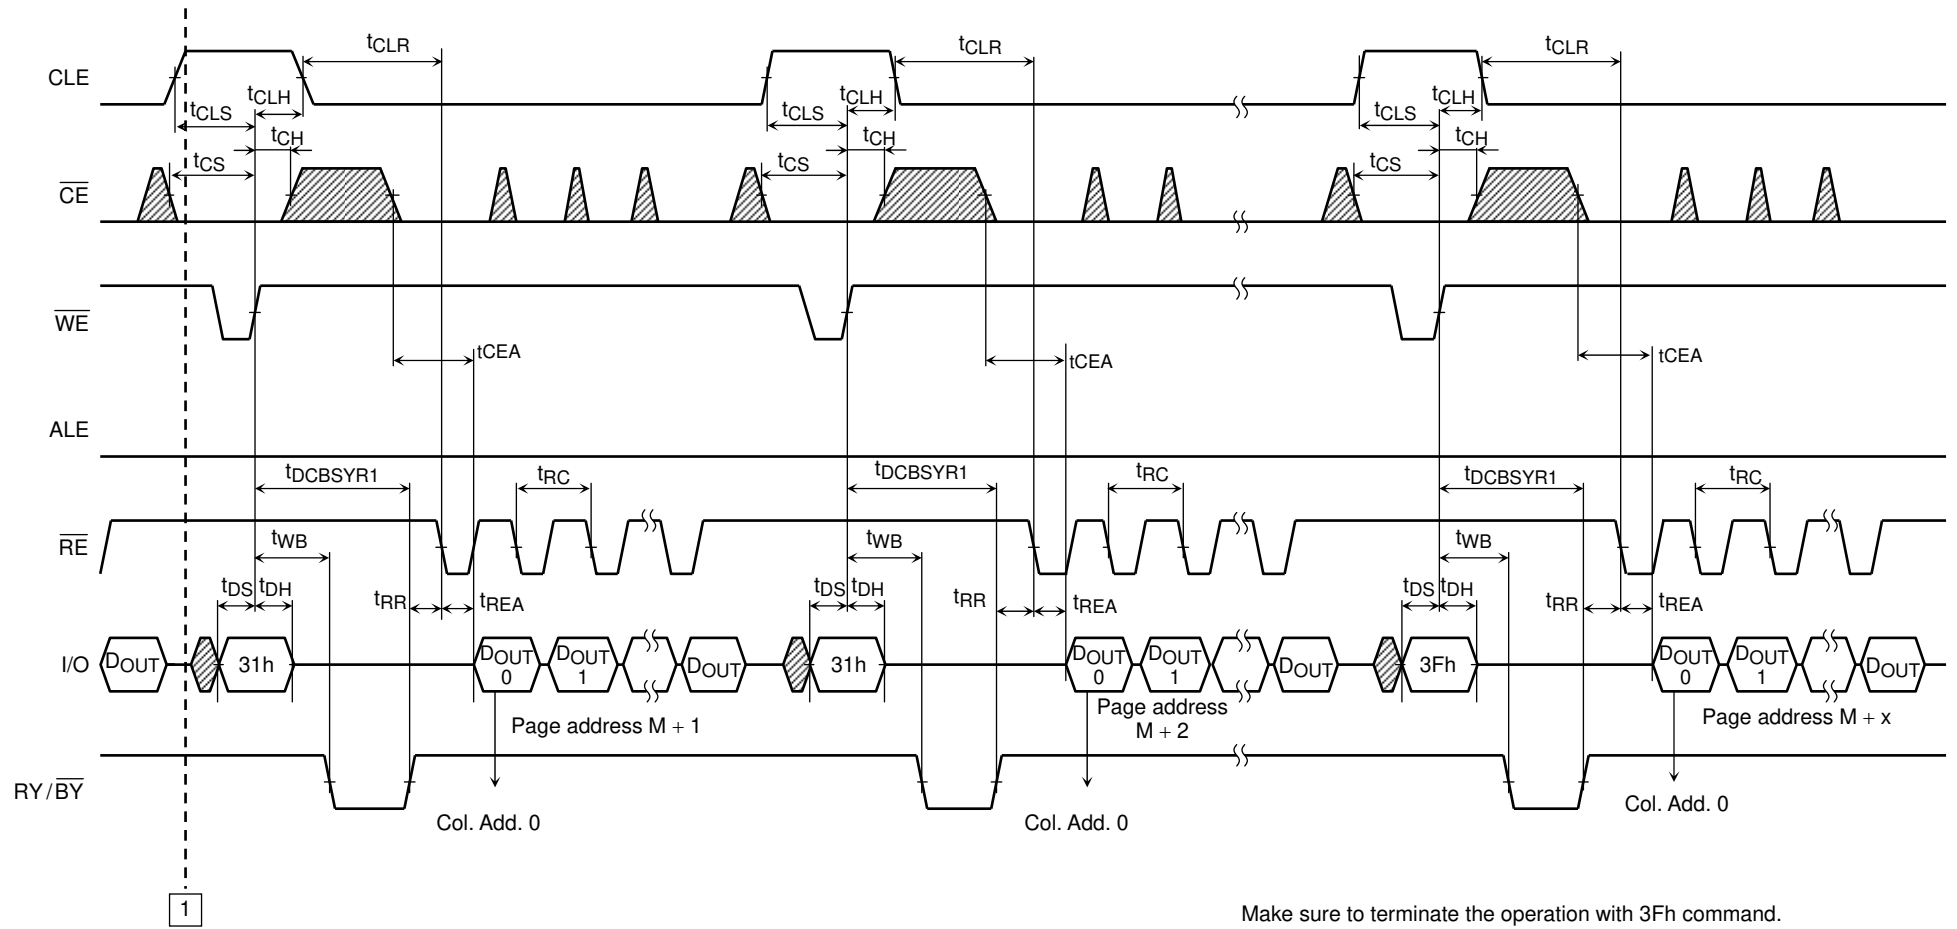 tCLR tCLR tCLR
CLE
tCLH tCLH tCLH
tCLS tCLS tCLS
tCH tCH tCH
tCS tCS tCS
CE
WE
tCEA tCEA tCEA
ALE
tDCBSYR1 tRC tDCBSYR1 tRC tDCBSYR1 tRC
RE
tWB tWB tWB
tDS tDH tDS tDH tDS tDH
tRR tREA tRR tREA tRR tREA
I/O DOUT 31h DOUT 0 DOUT 1 DOUT 31h DOUT 0 DOUT 1 DOUT 3Fh DOUT 0 DOUT 1 DOUT
Page address M + 1
Page address
M + 2
Page address M + x
RY/BY
Col. Add. 0 Col. Add. 0 Col. Add. 0
1
Make sure to terminate the operation with 3Fh command.